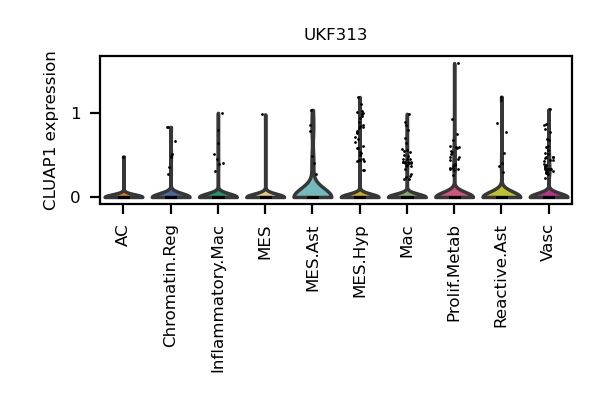 UKF313
CLUAP1 expression
1
0
AC
Chromatin.Reg
Inflammatory.Mac
MES
MES.Ast
MES.Hyp
Mac
Prolif.Metab
Reactive.Ast
Vasc